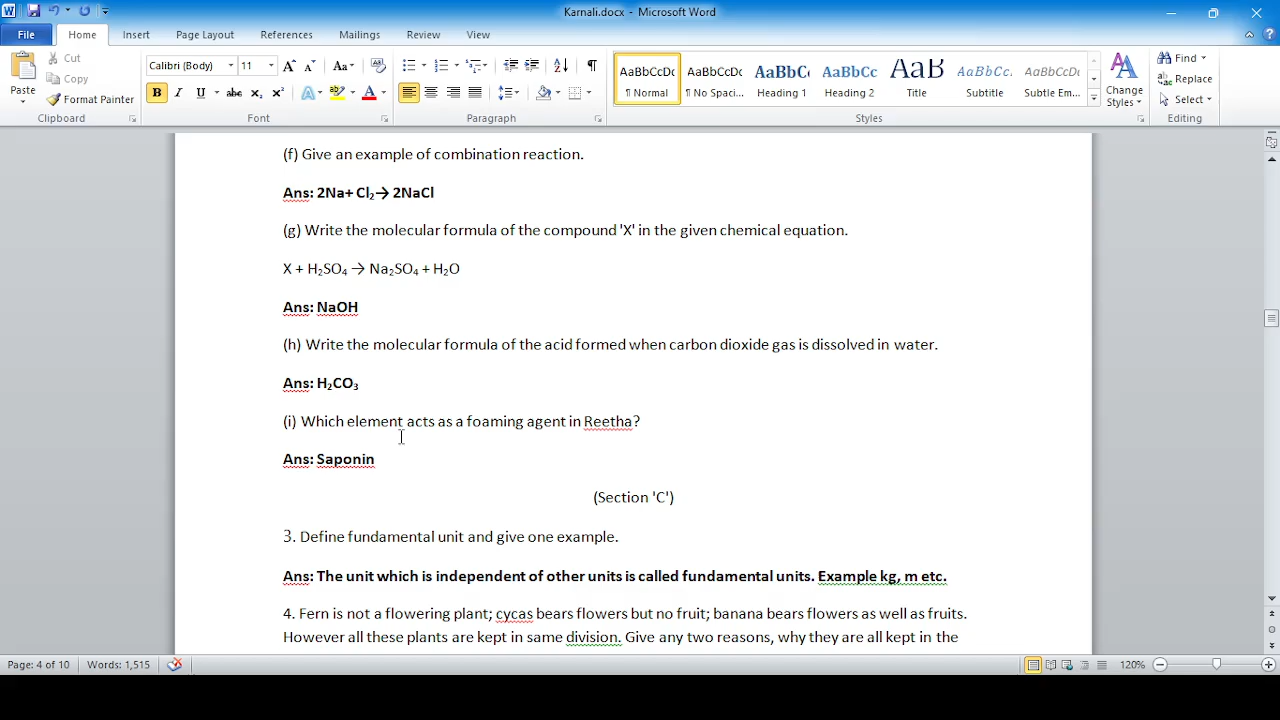 Karnali.docx - Microsoft Word
File Home Insert Page Layout References Mailings Review View
Paste Cut Copy Format Painter Clipboard
Calibri (Body) 11 Aa B I U abe x₂ x² A A Font
Paragraph
AaBbCcDc ¶ Normal AaBbCcDc ¶ No Spaci... AaBbCc Heading 1 AaBbCc Heading 2 AaB Title AaBbCc. Subtitle AaBbCcDc Subtle Em... Change Styles Styles
Find Replace Select Editing
(f) Give an example of combination reaction.
Ans: 2Na+ Cl₂→ 2NaCl
(g) Write the molecular formula of the compound 'X' in the given chemical equation.
X + H₂SO₄ → Na₂SO₄ + H₂O
Ans: NaOH
(h) Write the molecular formula of the acid formed when carbon dioxide gas is dissolved in water.
Ans: H₂CO₃
(i) Which element acts as a foaming agent in Reetha?
Ans: Saponin
(Section 'C')
3. Define fundamental unit and give one example.
Ans: The unit which is independent of other units is called fundamental units. Example kg, m etc.
4. Fern is not a flowering plant; cycas bears flowers but no fruit; banana bears flowers as well as fruits.
However all these plants are kept in same division. Give any two reasons, why they are all kept in the
Page: 4 of 10 Words: 1,515 120%